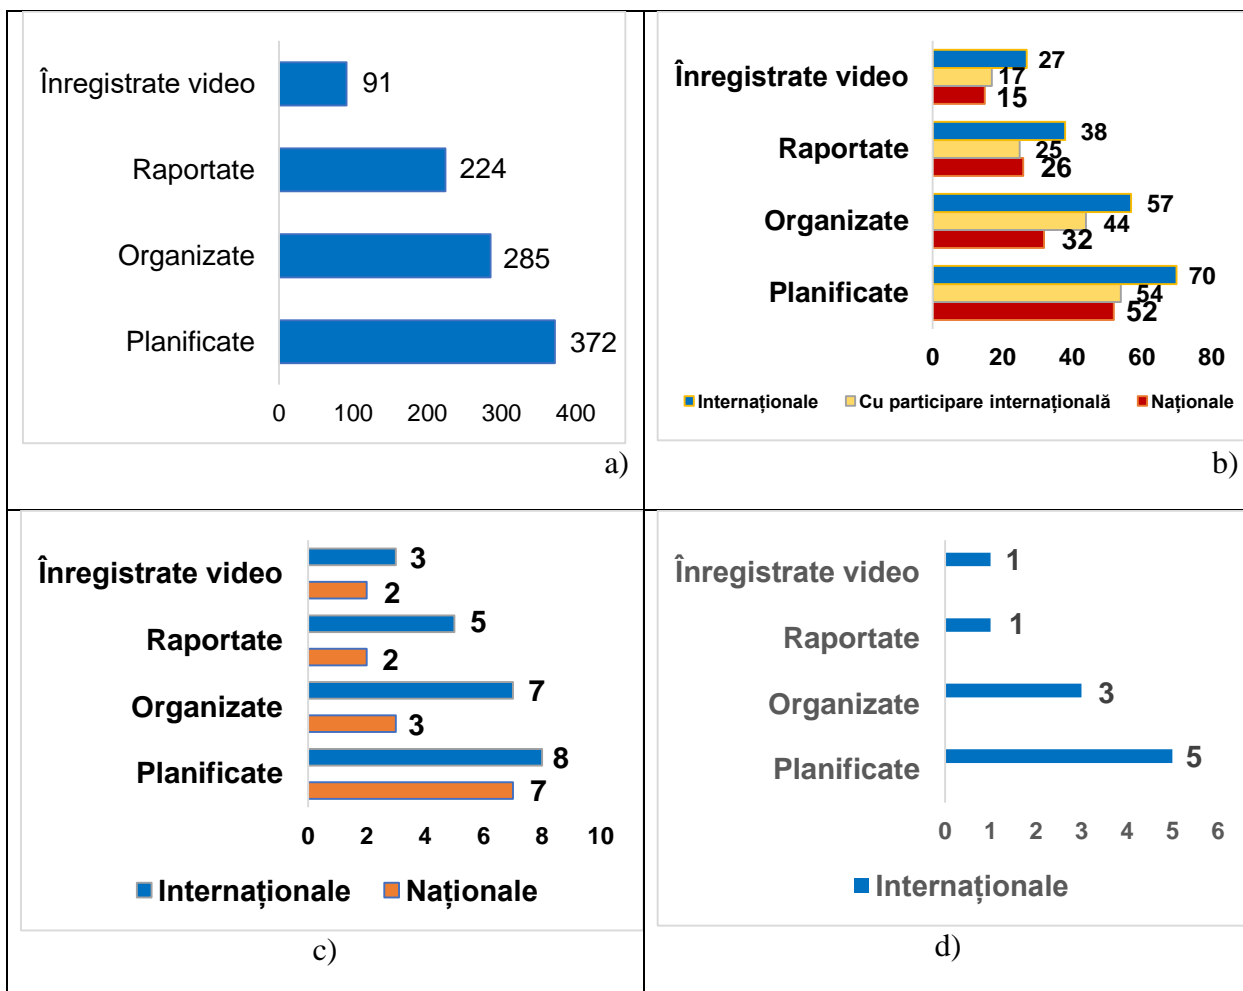 Înregistrate video 91
Raportate 224
Organizate 285
Planificate 372
0 100 200 300 400
a)
Înregistrate video 27 17 15
Raportate 38 25 26
Organizate 57 44 32
Planificate 70 54 52
0 20 40 60 80
Internaționale Cu participare internațională Naționale
b)
Înregistrate video 3 2
Raportate 5 2
Organizate 7 3
Planificate 8 7
0 2 4 6 8 10
Internaționale Naționale
c)
Înregistrate video 1
Raportate 1
Organizate 3
Planificate 5
0 1 2 3 4 5 6
Internaționale
d)